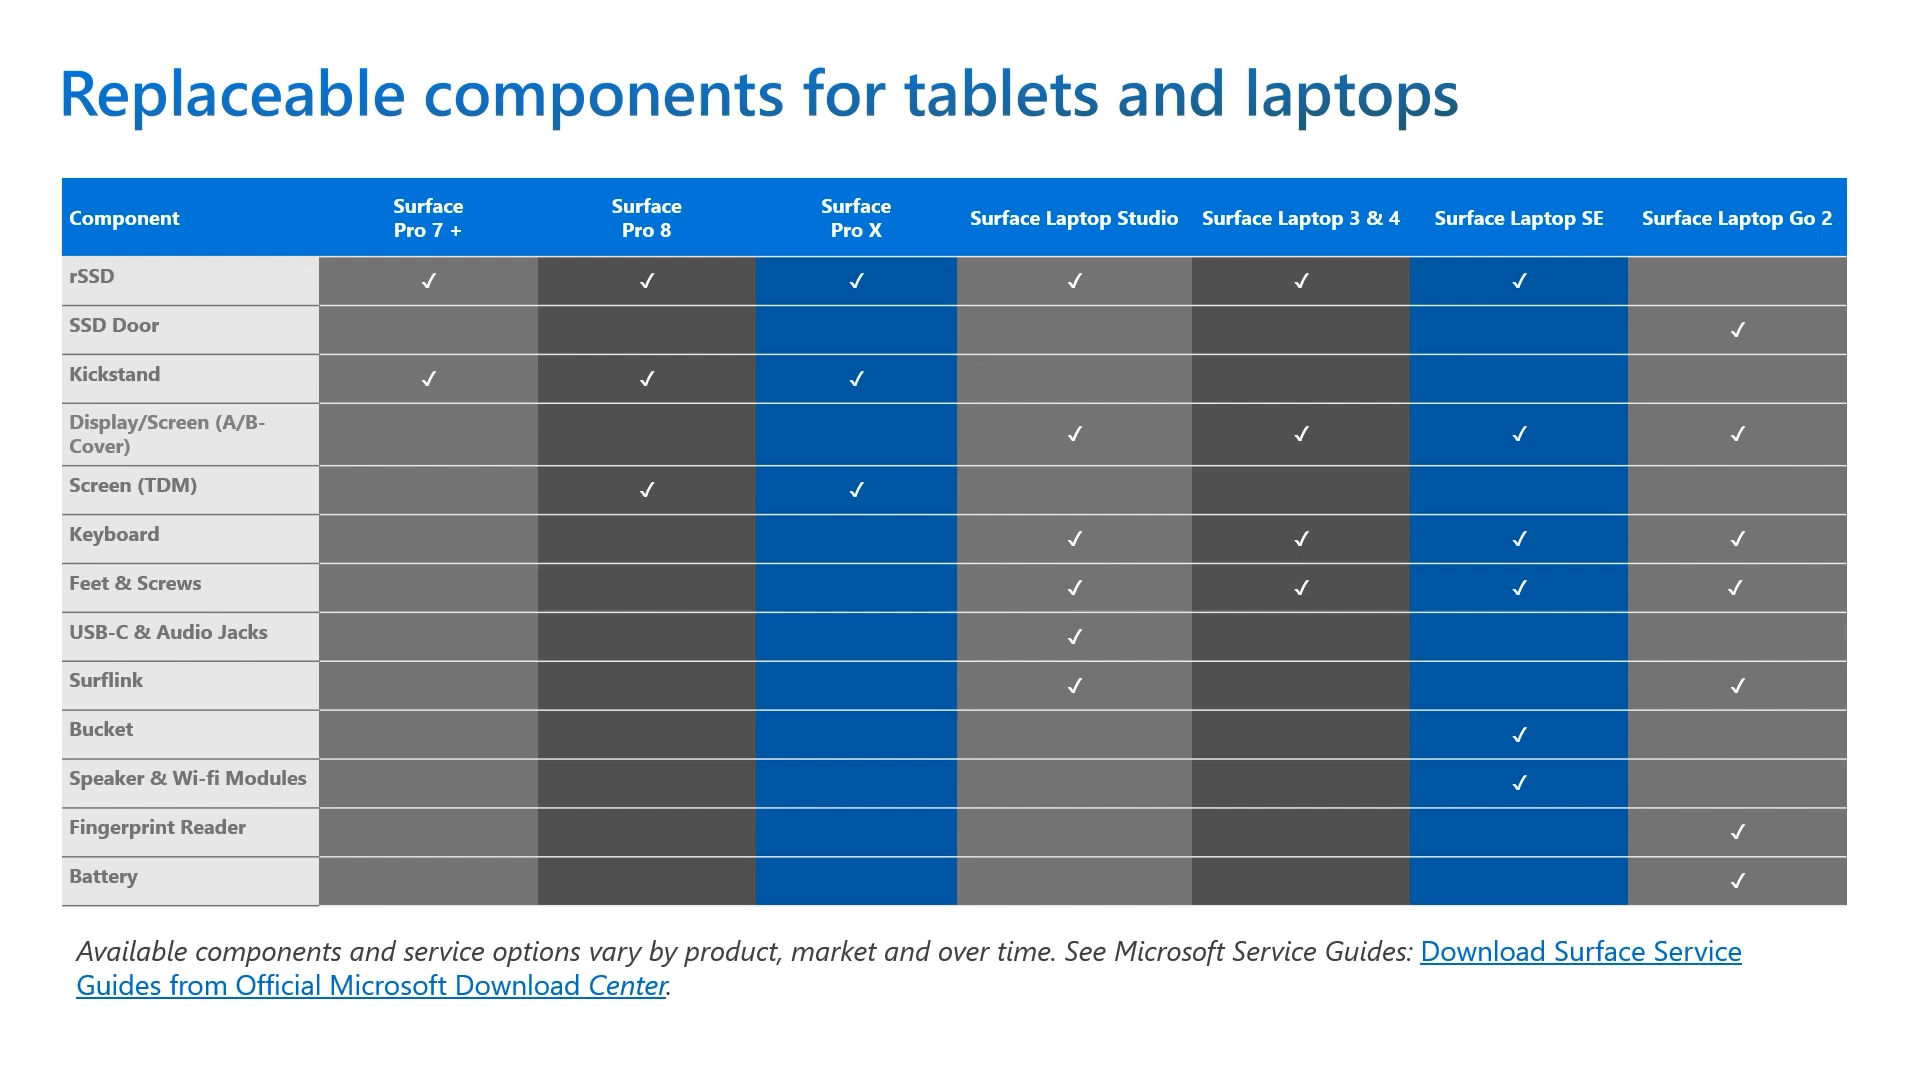 Replaceable components for tablets and laptops
Component Surface Pro 7 + Surface Pro 8 Surface Pro X Surface Laptop Studio Surface Laptop 3 & 4 Surface Laptop SE Surface Laptop Go 2
rSSD ✓ ✓ ✓ ✓ ✓ ✓
SSD Door ✓
Kickstand ✓ ✓ ✓
Display/Screen (A/B-
Cover) ✓ ✓ ✓ ✓
Screen (TDM) ✓ ✓
Keyboard ✓ ✓ ✓ ✓
Feet & Screws ✓ ✓ ✓ ✓
USB-C & Audio Jacks ✓
Surflink ✓ ✓
Bucket ✓
Speaker & Wi-fi Modules ✓
Fingerprint Reader ✓
Battery ✓
Available components and service options vary by product, market and over time. See Microsoft Service Guides: Download Surface Service
Guides from Official Microsoft Download Center.